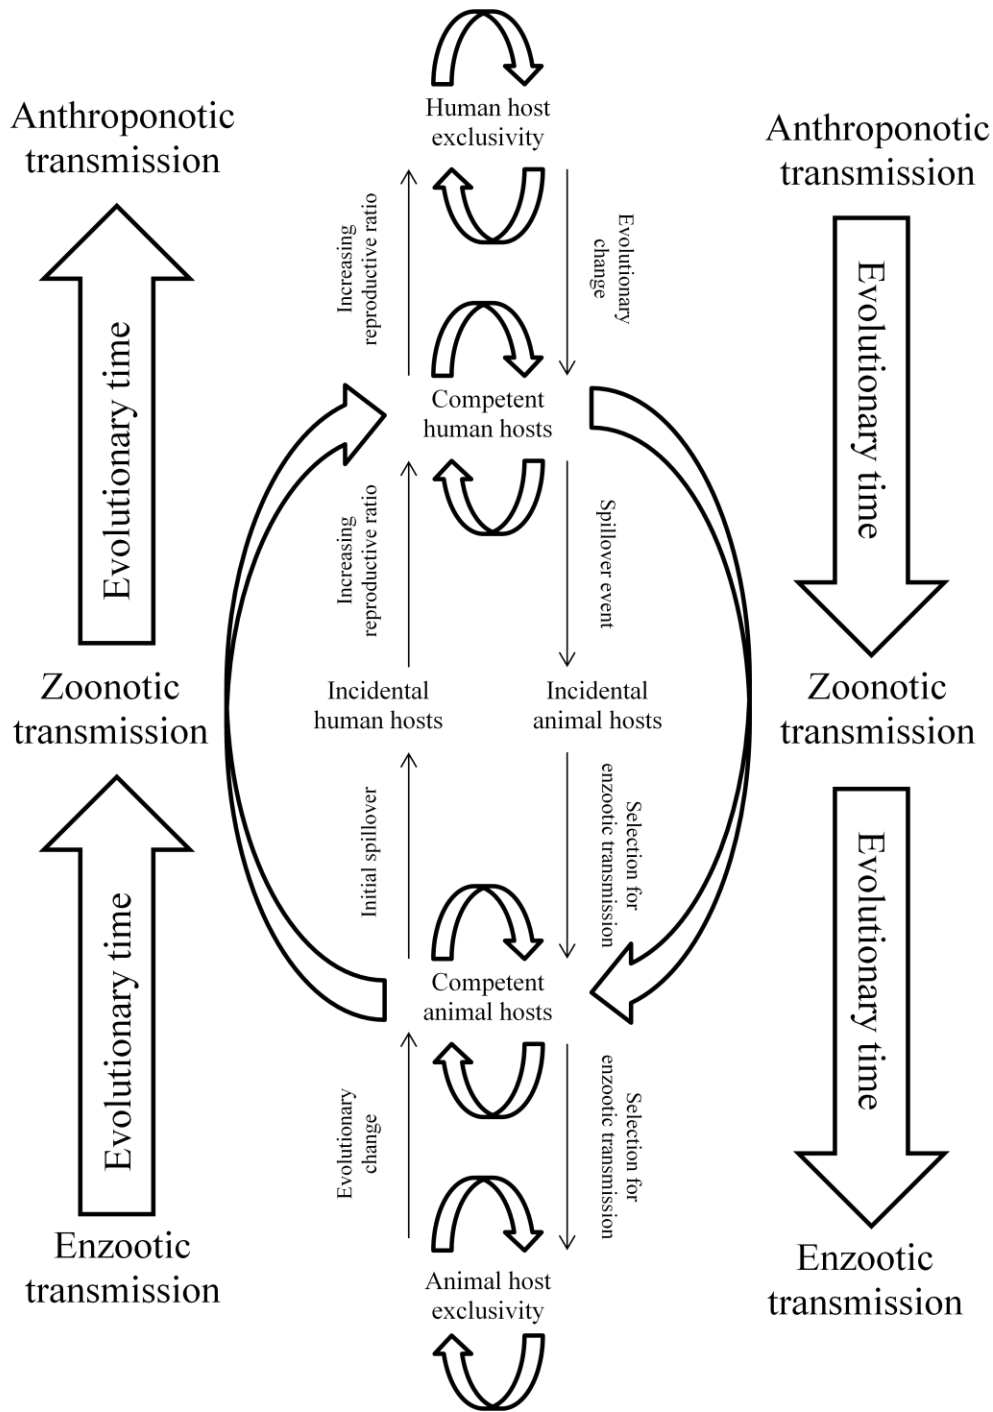 Human host
exclusivity
Anthroponotic
transmission
Anthroponotic
transmission
Increasing
reproductive ratio
Evolutionary
change
Evolutionary time
Evolutionary time
Competent
human hosts
Increasing
reproductive ratio
Spillover event
Zoonotic
transmission
Incidental
human hosts
Incidental
animal hosts
Zoonotic
transmission
Initial spillover
Selection for
enzootic transmission
Evolutionary time
Evolutionary time
Competent
animal hosts
Evolutionary
change
Selection for
enzootic transmission
Enzootic
transmission
Animal host
exclusivity
Enzootic
transmission